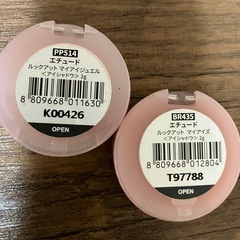 PP514
エチュード
ルックアット マイアイジュエル
<アイシャドウ> 2g
8 809668 011630
K00426
OPEN
BR435
エチュード
ルックアット マイアイズ
<アイシャドウ> 2g
8 809668 012804
T97788
OPEN